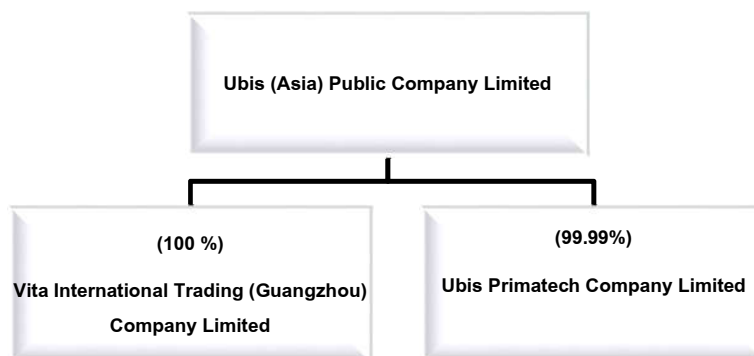 Ubis (Asia) Public Company Limited
(100 %)
Vita International Trading (Guangzhou)
Company Limited
(99.99%)
Ubis Primatech Company Limited